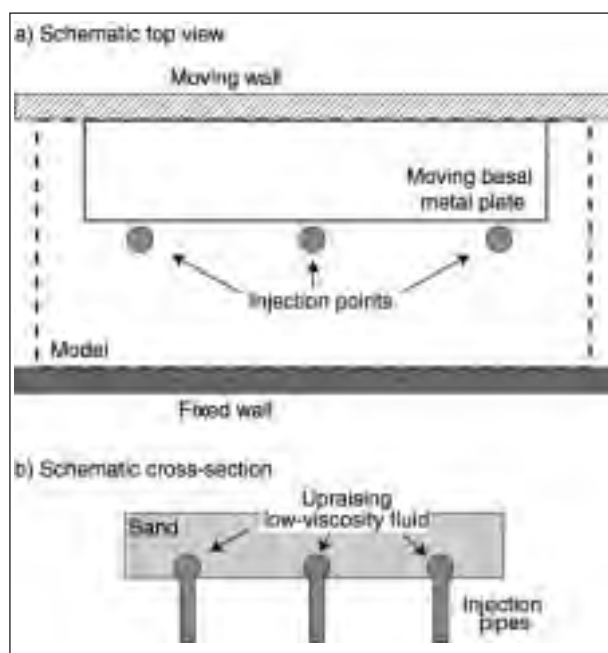 a) Schematic top view
Moving wall
Moving basal
metal plate
Injection points
Model
Fixed wall
b) Schematic cross-section
Upraising
low-viscosity fluid
Sand
Injection
pipes